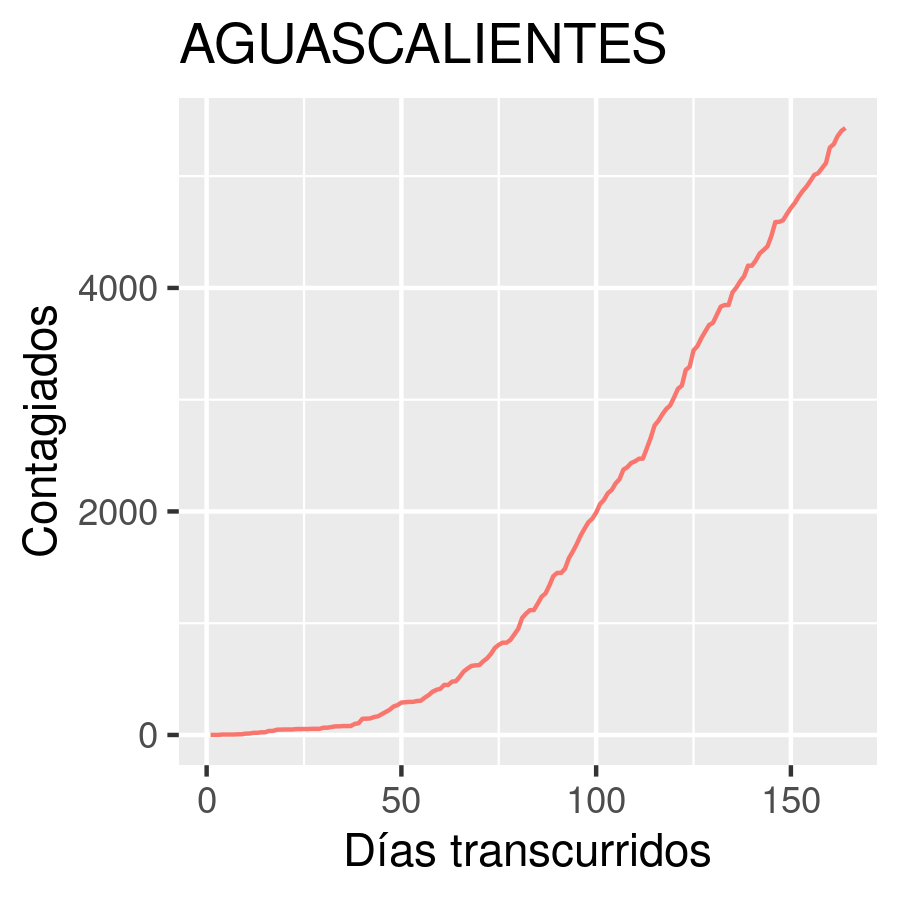 AGUASCALIENTES
Contagiados
4000
2000
0
0 50 100 150
Días transcurridos